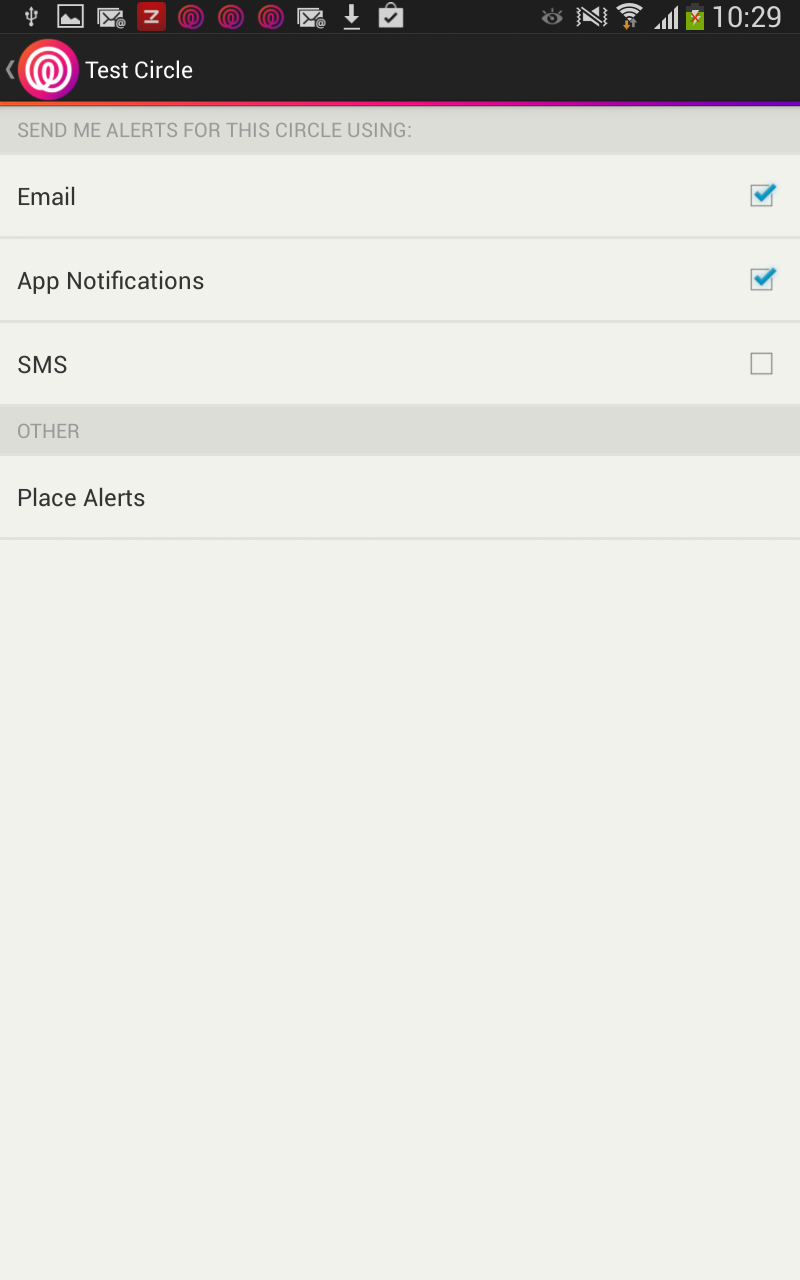 10:29
Test Circle
SEND ME ALERTS FOR THIS CIRCLE USING:
Email
App Notifications
SMS
OTHER
Place Alerts